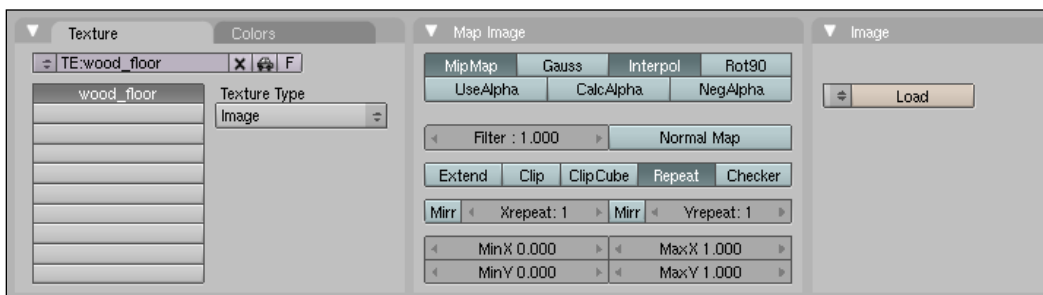 Texture
Colors
TE:wood_floor
X
F
wood_floor
Texture Type
Image
Map Image
MipMap
Gauss
Interpol
Rot90
UseAlpha
CalcAlpha
NegAlpha
Filter : 1.000
Normal Map
Extend
Clip
ClipCube
Repeat
Checker
Mirr
Xrepeat: 1
Mirr
Yrepeat: 1
MinX 0.000
MaxX 1.000
MinY 0.000
MaxY 1.000
Image
Load